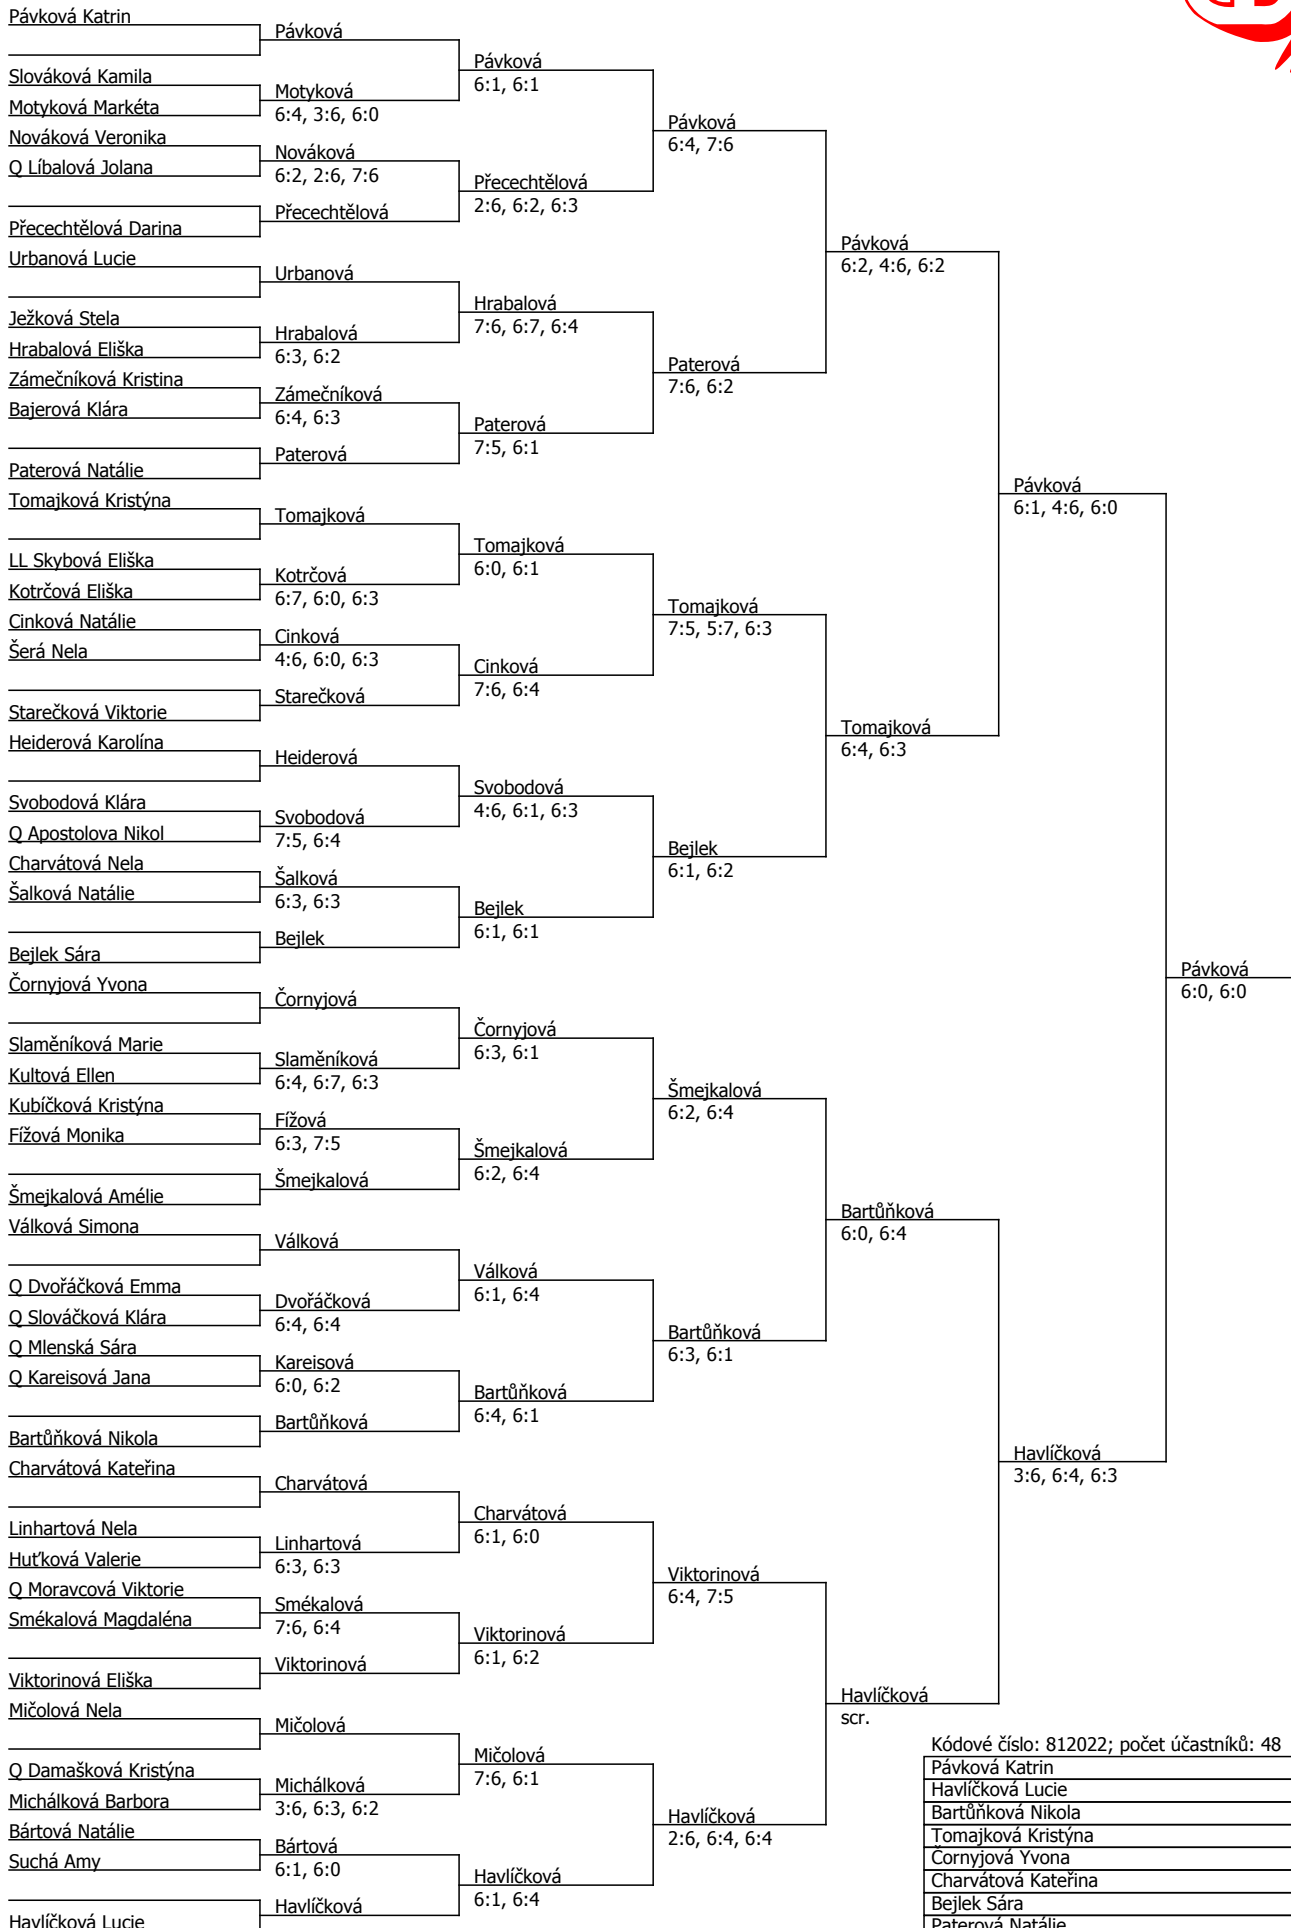 Pávková Katrin
Slováková Kamila
Motyková Markéta
Nováková Veronika
Q Líbalová Jolana
Přecechtělová Darina
Urbanová Lucie
Ježková Stela
Hrabalová Eliška
Zámečníková Kristina
Bajerová Klára
Paterová Natálie
Tomajková Kristýna
LL Skybová Eliška
Kotrčová Eliška
Cinková Natálie
Šerá Nela
Starečková Viktorie
Heiderová Karolína
Svobodová Klára
Q Apostolova Nikol
Charvátová Nela
Šalková Natálie
Bejlek Sára
Čornyjová Yvona
Slaměníková Marie
Kultová Ellen
Kubíčková Kristýna
Fížová Monika
Šmejkalová Amélie
Válková Simona
Q Dvořáčková Emma
Q Slováčková Klára
Q Mlenská Sára
Q Kareisová Jana
Bartůňková Nikola
Charvátová Kateřina
Linhartová Nela
Huťková Valerie
Q Moravcová Viktorie
Smékalová Magdaléna
Viktorinová Eliška
Mičolová Nela
Q Damašková Kristýna
Michálková Barbora
Bártová Natálie
Suchá Amy
Havlíčková Lucie
Pávková
Motyková
6:4, 3:6, 6:0
Nováková
6:2, 2:6, 7:6
Přecechtělová
Urbanová
Hrabalová
6:3, 6:2
Zámečníková
6:4, 6:3
Paterová
Tomajková
Kotrčová
6:7, 6:0, 6:3
Cinková
4:6, 6:0, 6:3
Starečková
Heiderová
Svobodová
7:5, 6:4
Šalková
6:3, 6:3
Bejlek
Čornyjová
Slaměníková
6:4, 6:7, 6:3
Fížová
6:3, 7:5
Šmejkalová
Válková
Dvořáčková
6:4, 6:4
Kareisová
6:0, 6:2
Bartůňková
Charvátová
Linhartová
6:3, 6:3
Smékalová
7:6, 6:4
Viktorinová
Mičolová
Michálková
3:6, 6:3, 6:2
Bártová
6:1, 6:0
Havlíčková
Pávková
6:1, 6:1
Přecechtělová
2:6, 6:2, 6:3
Hrabalová
7:6, 6:7, 6:4
Paterová
7:5, 6:1
Tomajková
6:0, 6:1
Cinková
7:6, 6:4
Svobodová
4:6, 6:1, 6:3
Bejlek
6:1, 6:1
Čornyjová
6:3, 6:1
Šmejkalová
6:2, 6:4
Válková
6:1, 6:4
Bartůňková
6:4, 6:1
Charvátová
6:1, 6:0
Viktorinová
6:1, 6:2
Mičolová
7:6, 6:1
Havlíčková
6:1, 6:4
Pávková
6:4, 7:6
Paterová
7:6, 6:2
Tomajková
7:5, 5:7, 6:3
Bejlek
6:1, 6:2
Šmejkalová
6:2, 6:4
Bartůňková
6:3, 6:1
Viktorinová
6:4, 7:5
Havlíčková
2:6, 6:4, 6:4
Pávková
6:2, 4:6, 6:2
Tomajková
6:4, 6:3
Bartůňková
6:0, 6:4
Havlíčková
scr.
Pávková
6:1, 4:6, 6:0
Havlíčková
3:6, 6:4, 6:3
Pávková
6:0, 6:0
Kódové číslo: 812022; počet účastníků: 48
Pávková Katrin
Havlíčková Lucie
Bartůňková Nikola
Tomajková Kristýna
Čornyjová Yvona
Charvátová Kateřina
Bejlek Sára
Paterová Natálie